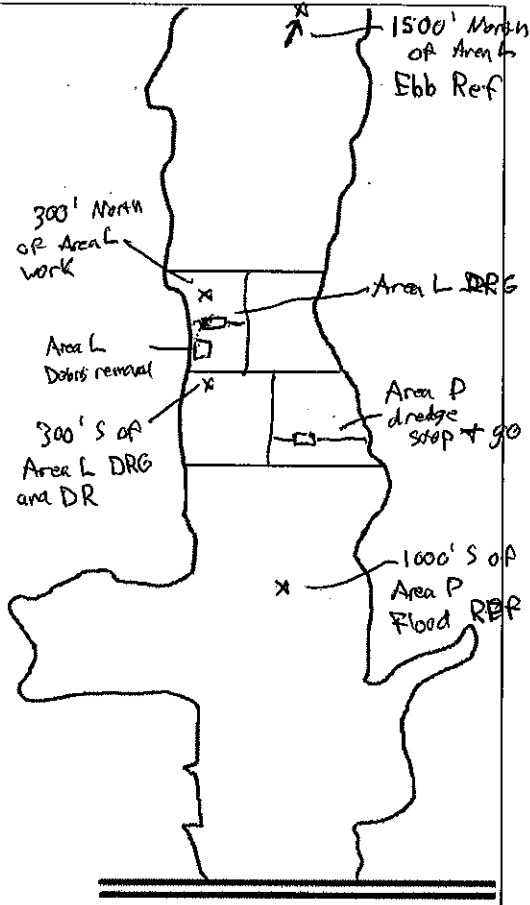 1500' North
of Area L
Ebb Ref
300' North
of Area L
work
Area L DRG
Area L
Debris removal
300' S of
Area L DRG
and DR
Area P
dredge
stop + go
1000' S of
Area P
Flood REF